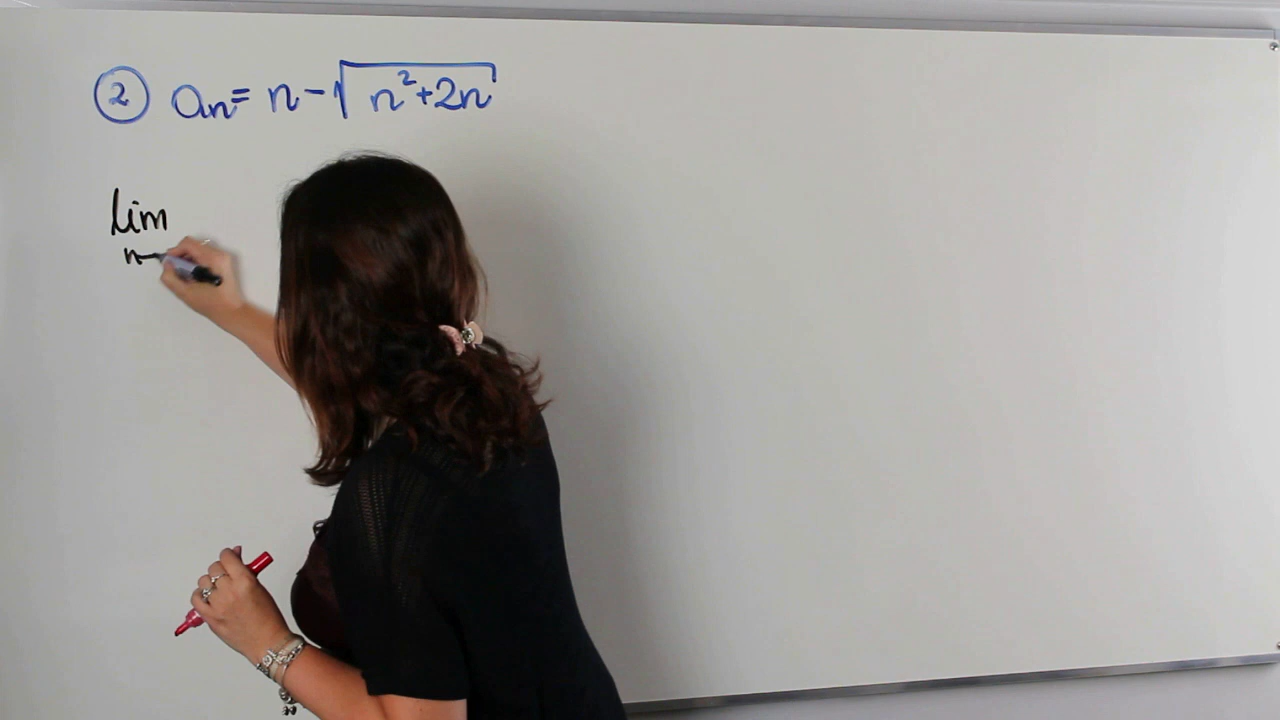 ② an = n - √(n²+2n)
lim
n-